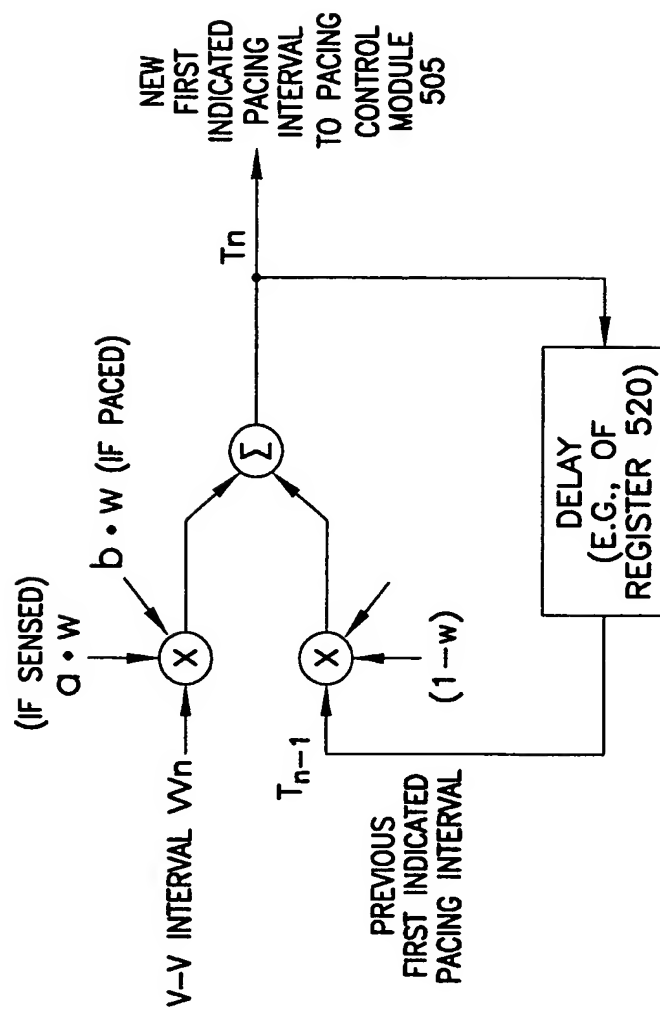 (IF SENSED)
a • w
b • w (IF PACED)
V–V INTERVAL VVn
X
Σ
Tn
NEW
FIRST
INDICATED
PACING
INTERVAL
TO PACING
CONTROL
MODULE
505
Tn–1
X
(1–w)
PREVIOUS
FIRST INDICATED
PACING INTERVAL
DELAY
(E.G., OF
REGISTER 520)